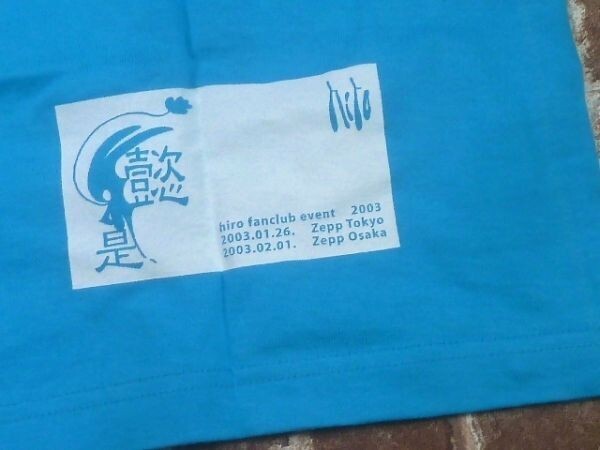 hiro
懿
是
hiro fanclub event 2003
2003.01.26. Zepp Tokyo
2003.02.01. Zepp Osaka